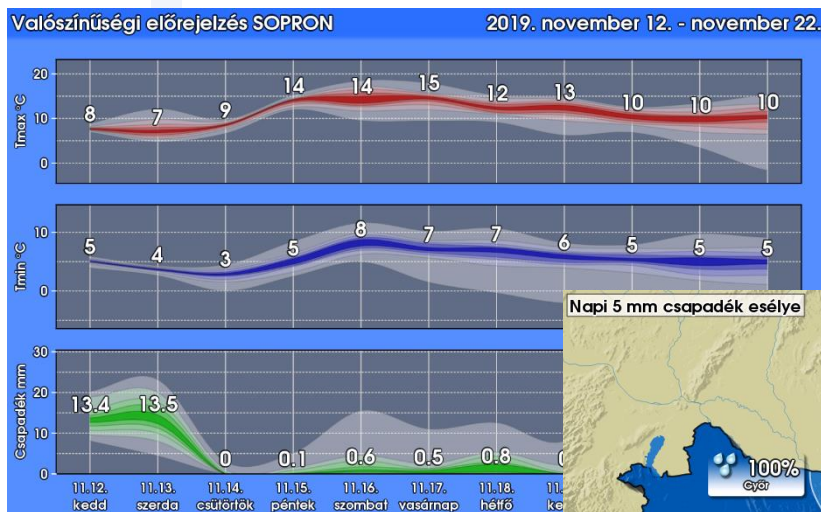 Valószínűségi előrejelzés SOPRON
2019. november 12. - november 22.
Tmax °C
20
10
0
8 7 9 14 14 15 12 13 10 10 10
Tmin °C
10
0
5 4 3 5 8 7 7 6 5 5 5
Csapadék mm
30
20
10
0
13.4 13.5 0 0.1 0.6 0.5 0.8
11.12. 11.13. 11.14. 11.15. 11.16. 11.17. 11.18.
kedd szerda csütörtök péntek szombat vasárnap hétfő
Napi 5 mm csapadék esélye
100%
Győr